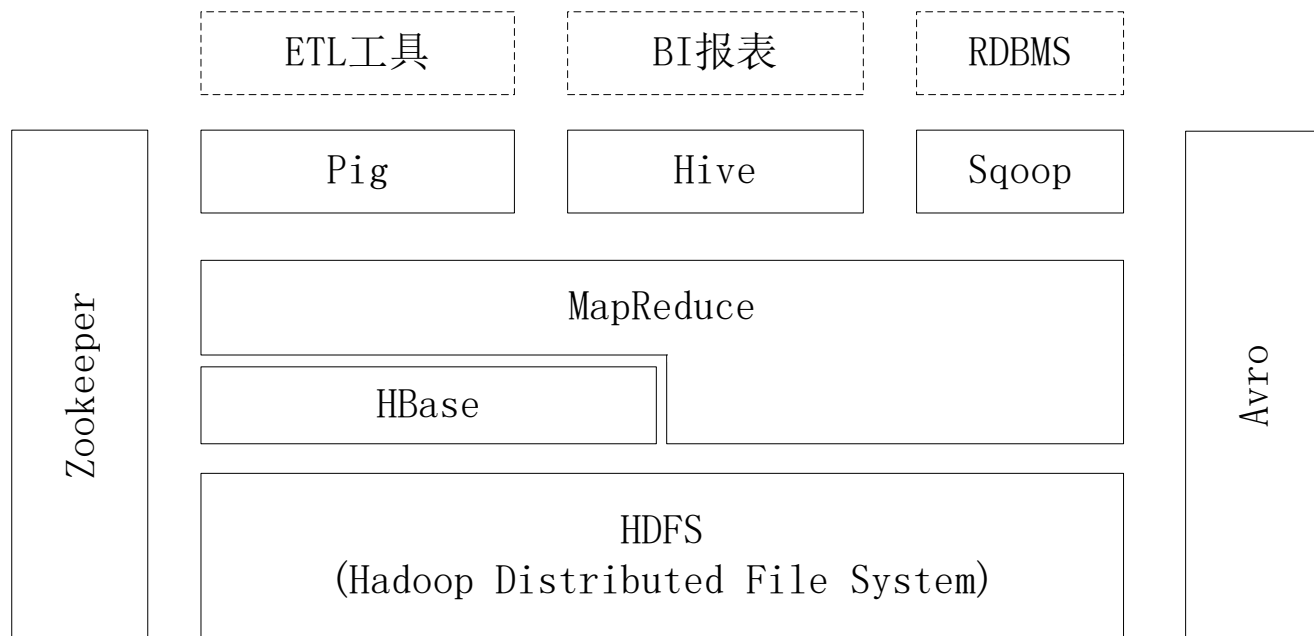 ETL工具
BI报表
RDBMS
Pig
Hive
Sqoop
Zookeeper
MapReduce
HBase
Avro
HDFS
(Hadoop Distributed File System)